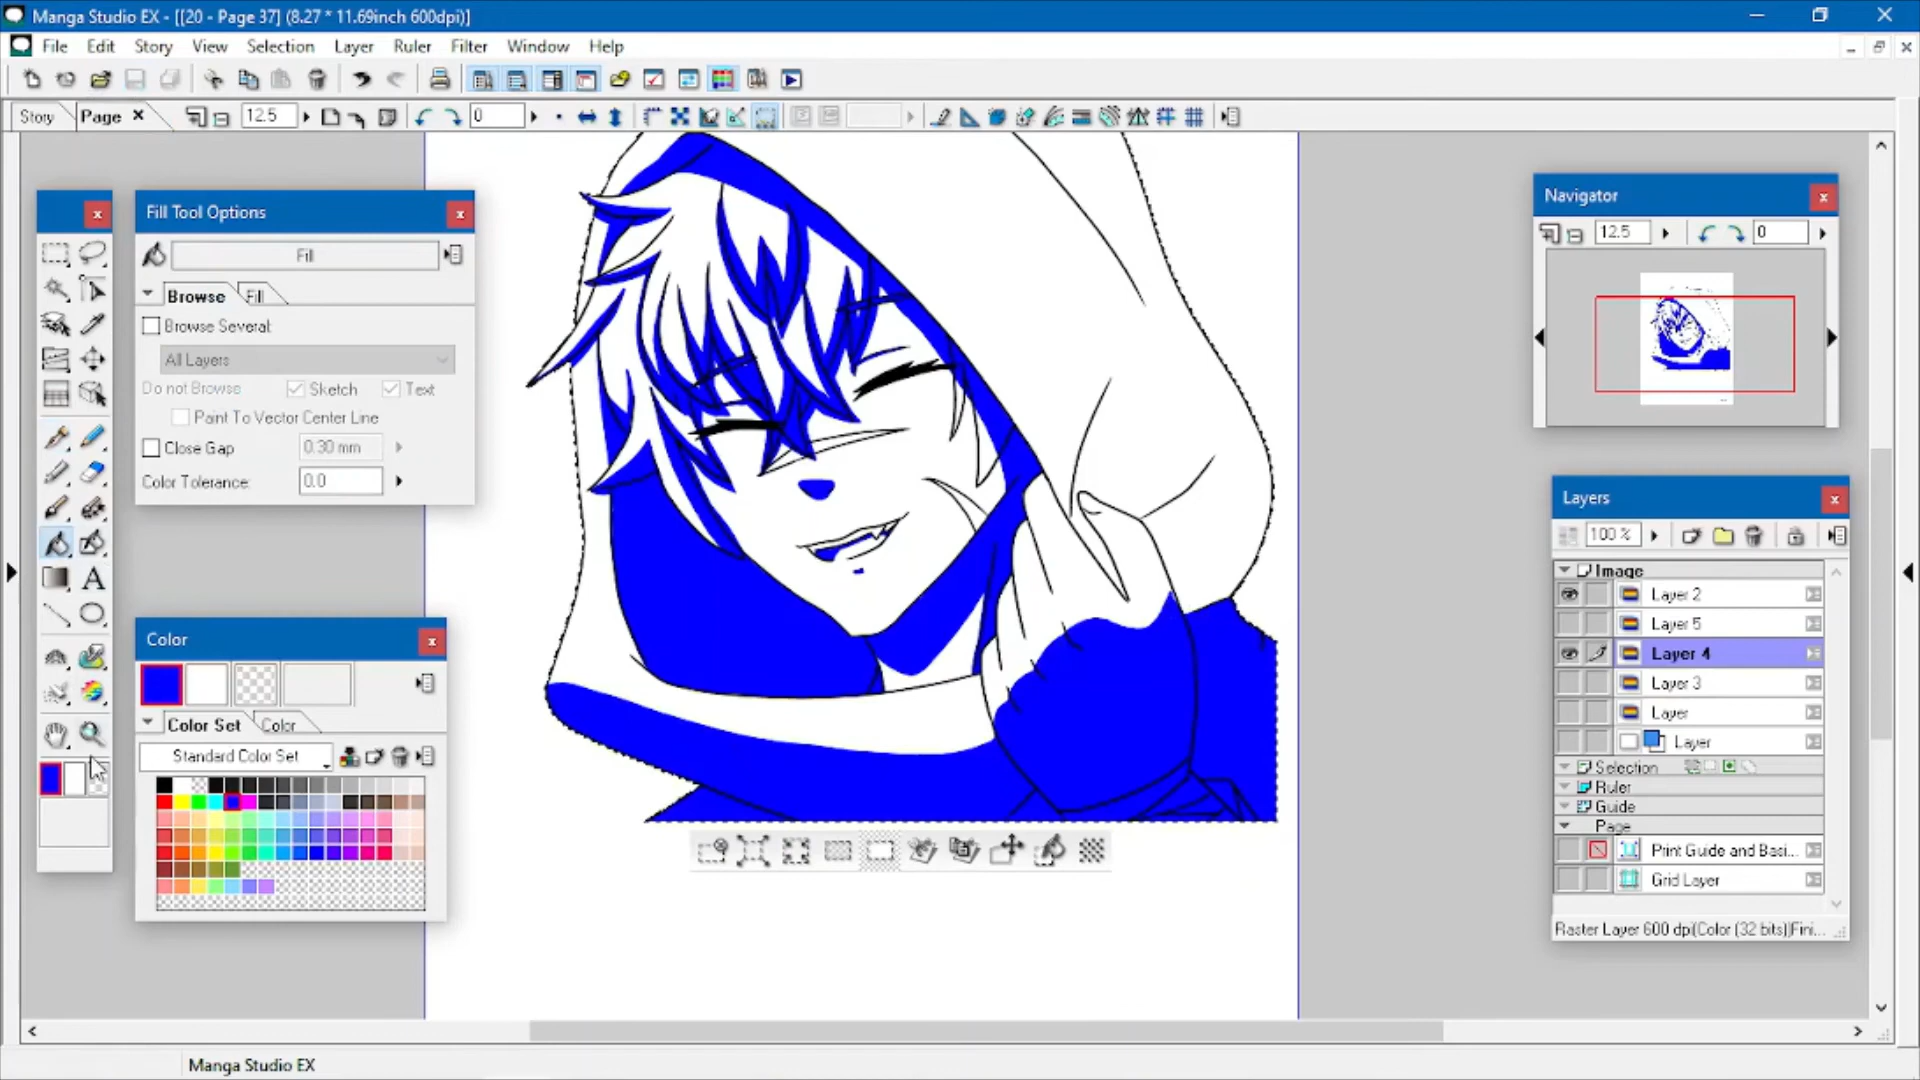 Manga Studio EX - [[20 - Page 37] (8.27 * 11.69inch 600dpi)]
File Edit Story View Selection Layer Ruler Filter Window Help
Story Page 12.5 0
Fill Tool Options
Fill
Browse Fill
Browse Several:
All Layers
Do not Browse Sketch Text
Paint To Vector Center Line
Close Gap 0.30 mm
Color Tolerance: 0.0
Color
Color Set Color
Standard Color Set
Navigator
12.5 0
Layers
100 %
Image
Layer 2
Layer 5
Layer 4
Layer 3
Layer
Layer
Selection
Ruler
Guide
Page
Print Guide and Basi...
Grid Layer
Raster Layer 600 dpi(Color (32 bits))Fini...
Manga Studio EX